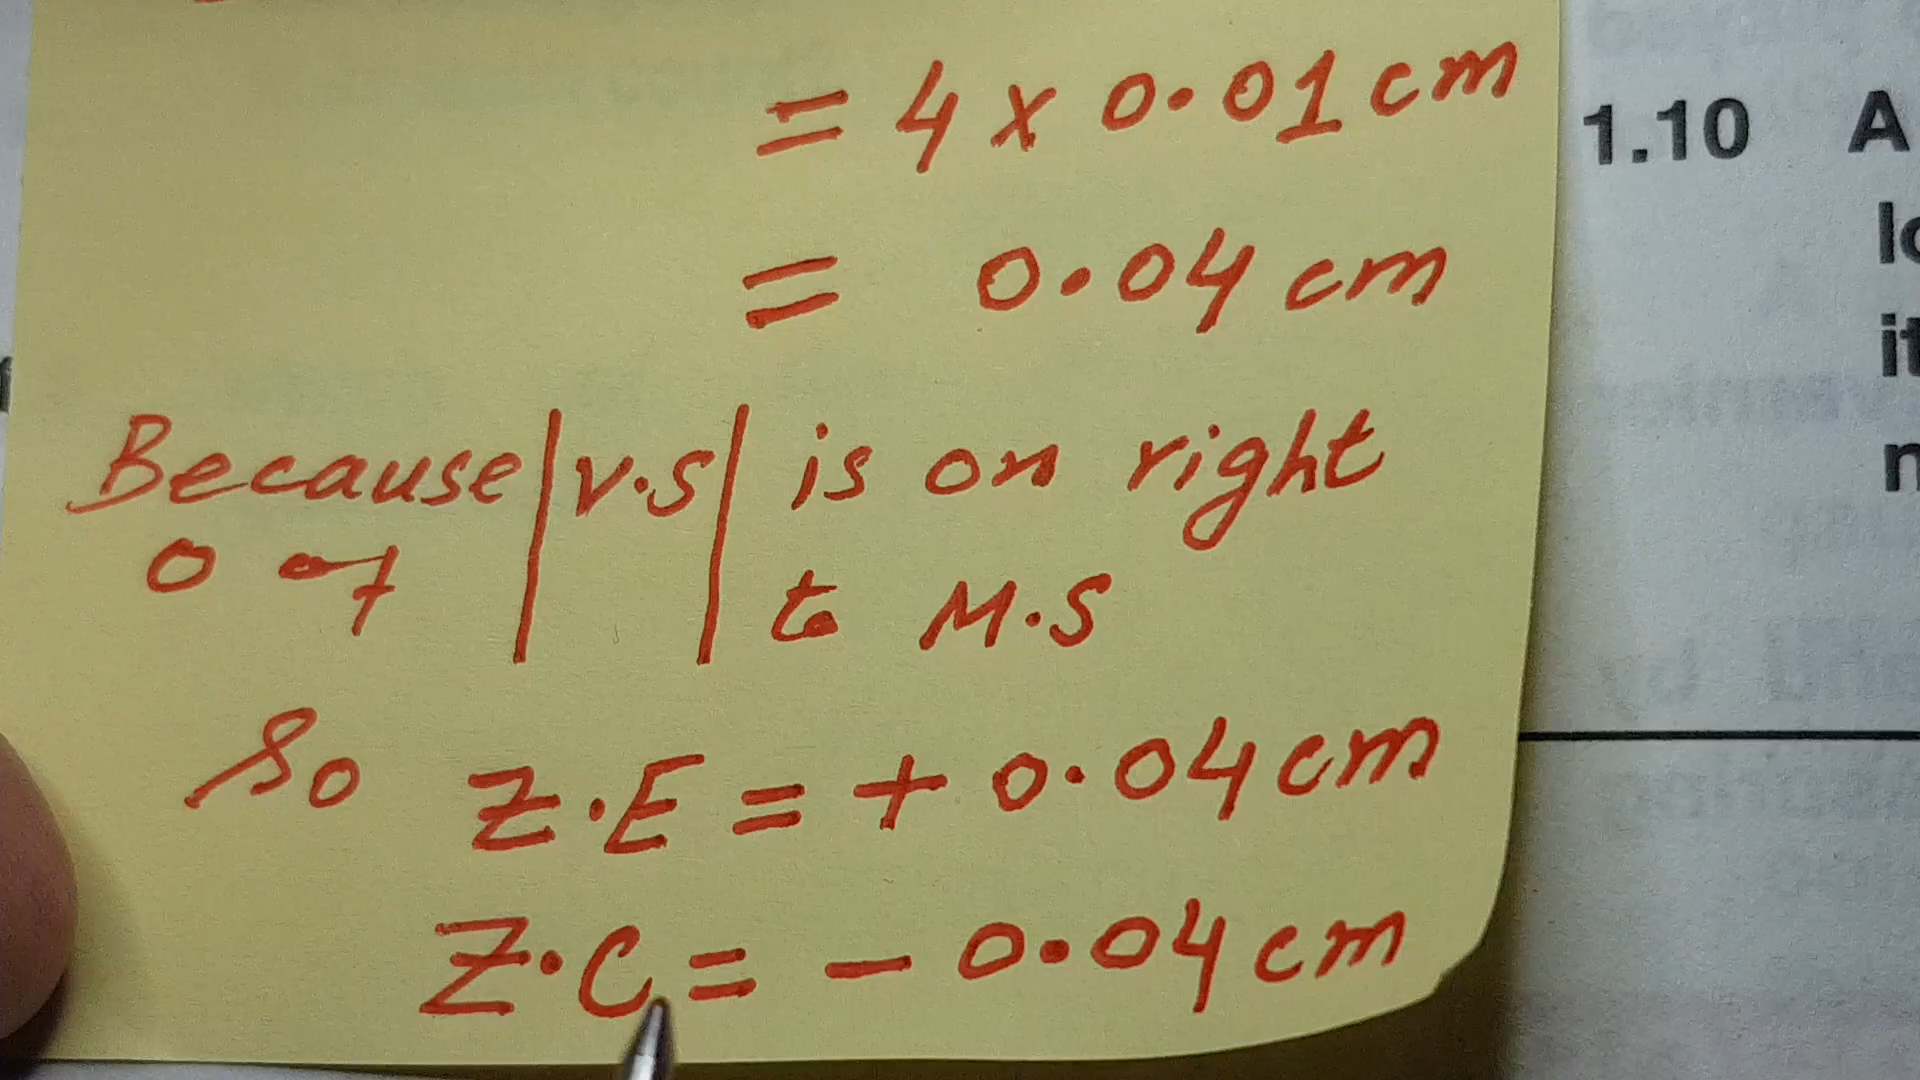 = 4 x 0.01 cm
= 0.04 cm
Because |v.s| is on right
0 of to M.S
So Z.E = + 0.04 cm
Z.C = - 0.04 cm
1.10 A
it